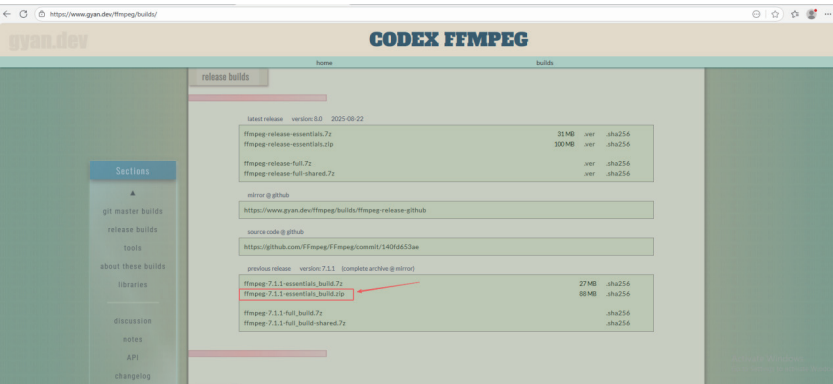 https://www.gyan.dev/ffmpeg/builds/
gyan.dev
CODEX FFMPEG
home builds
release builds
latest release version: 8.0 2025-08-22
ffmpeg-release-essentials.7z 31 MB .ver .sha256
ffmpeg-release-essentials.zip 100 MB .ver .sha256
ffmpeg-release-full.7z .ver .sha256
ffmpeg-release-full-shared.7z .ver .sha256
mirror @ github
https://www.gyan.dev/ffmpeg/builds/ffmpeg-release-github
source code @ github
https://github.com/FFmpeg/FFmpeg/commit/140fd653ae
previous release version: 7.1.1 (complete archive @ mirror)
ffmpeg-7.1.1-essentials_build.7z 27 MB .sha256
ffmpeg-7.1.1-essentials_build.zip 88 MB .sha256
ffmpeg-7.1.1-full_build.7z .sha256
ffmpeg-7.1.1-full_build-shared.7z .sha256
Sections
git master builds
release builds
tools
about these builds
libraries
discussion
notes
API
changelog